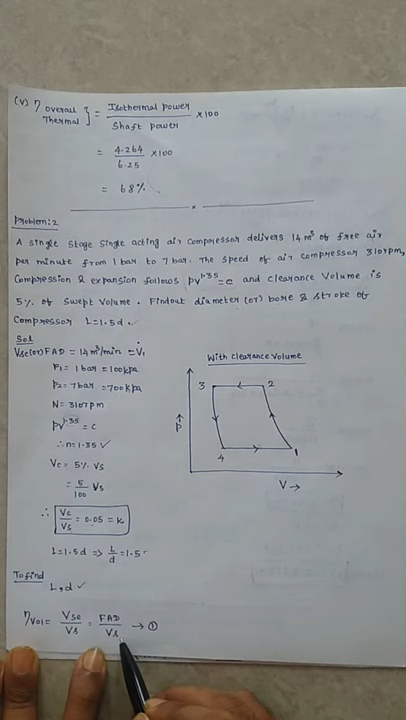 (v) η overall Thermal } = Isothermal power / Shaft power × 100
= 4.264 / 6.25 × 100
= 68%
Problem:2
A single stage single acting air compressor delivers 14 m³ of free air
per minute from 1 bar to 7 bar. The speed of air compressor 310rpm,
Compression & expansion follows pv^1.35=c and clearance Volume is
5% of swept Volume. Findout diameter (or) bore & stroke of
Compressor L=1.5d.
Sol
Vse(or) FAD = 14 m³/min = V̇₁
P₁ = 1 bar = 100kpa
P₂ = 7bar = 700kpa
N = 310rpm
pv^1.35 = c
∴ n=1.35 ✓
Vc = 5% Vs
= 5/100 Vs
∴ Vc/Vs = 0.05 = k
L=1.5d => L/d = 1.5
To find
L, d ✓
ηvol = Vse/Vs = FAD/Vs → ①
With clearance Volume
3
2
↑
P
4
1
V →